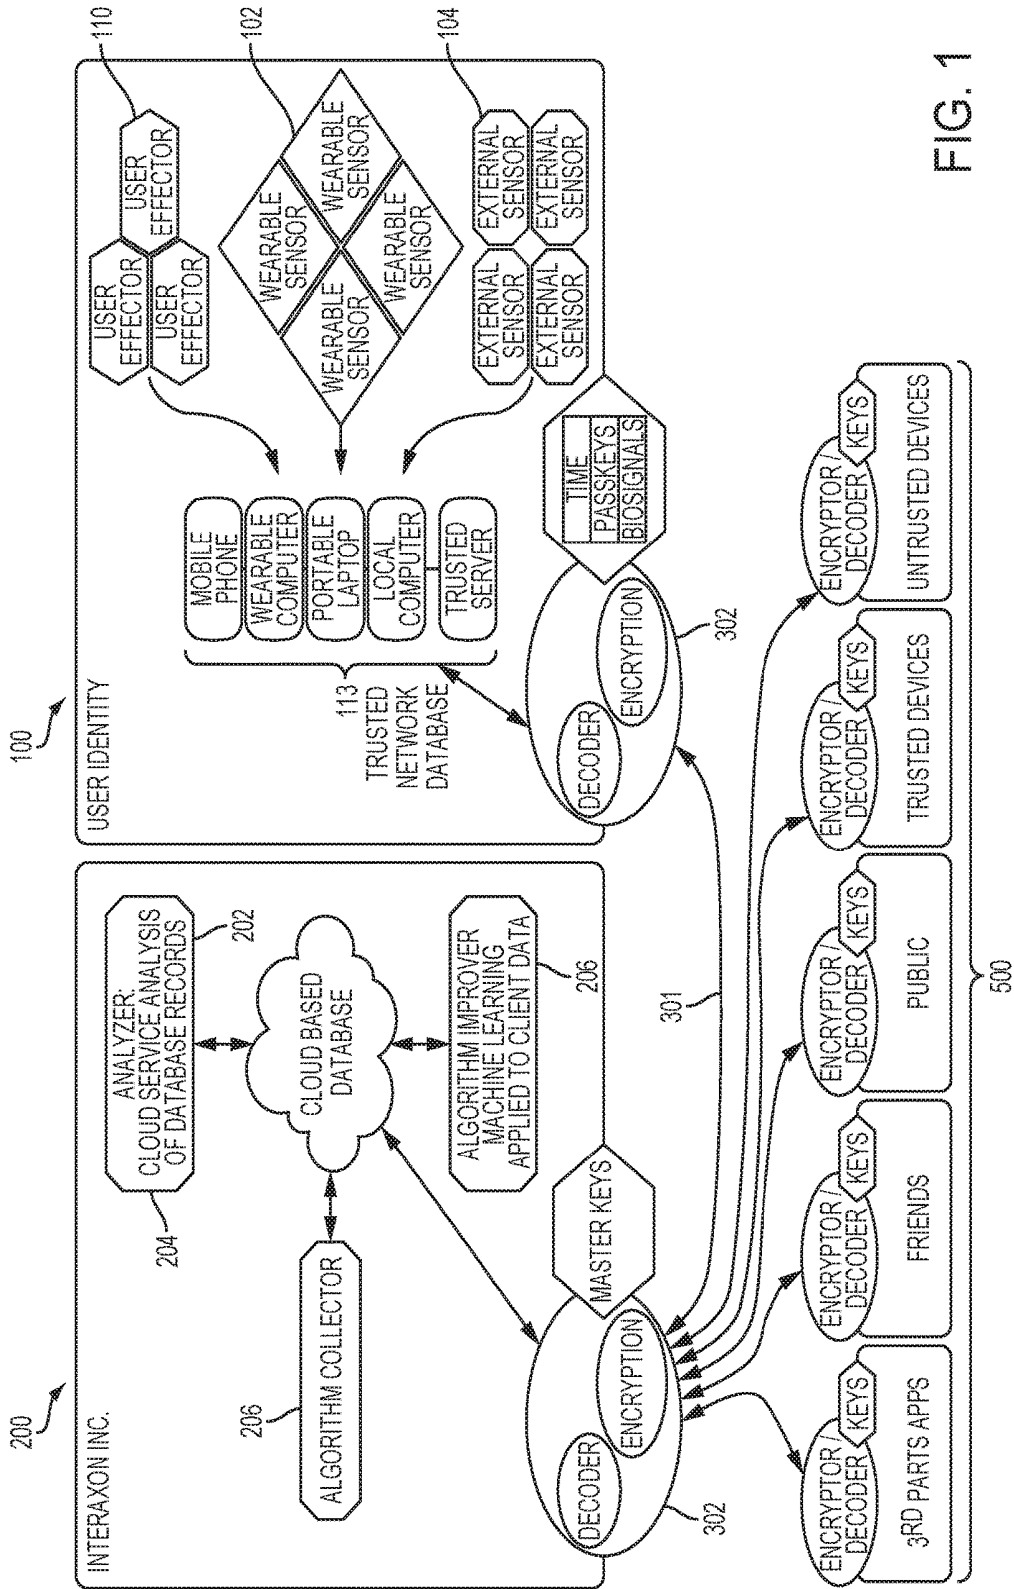 200
INTERAXON INC.
206
ALGORITHM COLLECTOR
204
ANALYZER:
CLOUD SERVICE ANALYSIS
OF DATABASE RECORDS
202
CLOUD BASED
DATABASE
ALGORITHM IMPROVER
MACHINE LEARNING
APPLIED TO CLIENT DATA
206
DECODER
ENCRYPTION
302
MASTER KEYS
100
USER IDENTITY
110
USER
EFFECTOR
USER
EFFECTOR
USER
EFFECTOR
102
WEARABLE
SENSOR
WEARABLE
SENSOR
WEARABLE
SENSOR
WEARABLE
SENSOR
104
EXTERNAL
SENSOR
EXTERNAL
SENSOR
EXTERNAL
SENSOR
EXTERNAL
SENSOR
MOBILE
PHONE
WEARABLE
COMPUTER
PORTABLE
LAPTOP
LOCAL
COMPUTER
TRUSTED
SERVER
113
TRUSTED
NETWORK
DATABASE
DECODER
ENCRYPTION
302
TIME
PASSKEYS
BIOSIGNALS
301
ENCRYPTOR/
DECODER
KEYS
3RD PARTS APPS
ENCRYPTOR/
DECODER
KEYS
FRIENDS
ENCRYPTOR/
DECODER
KEYS
PUBLIC
ENCRYPTOR/
DECODER
KEYS
TRUSTED DEVICES
ENCRYPTOR/
DECODER
KEYS
UNTRUSTED DEVICES
500
FIG. 1